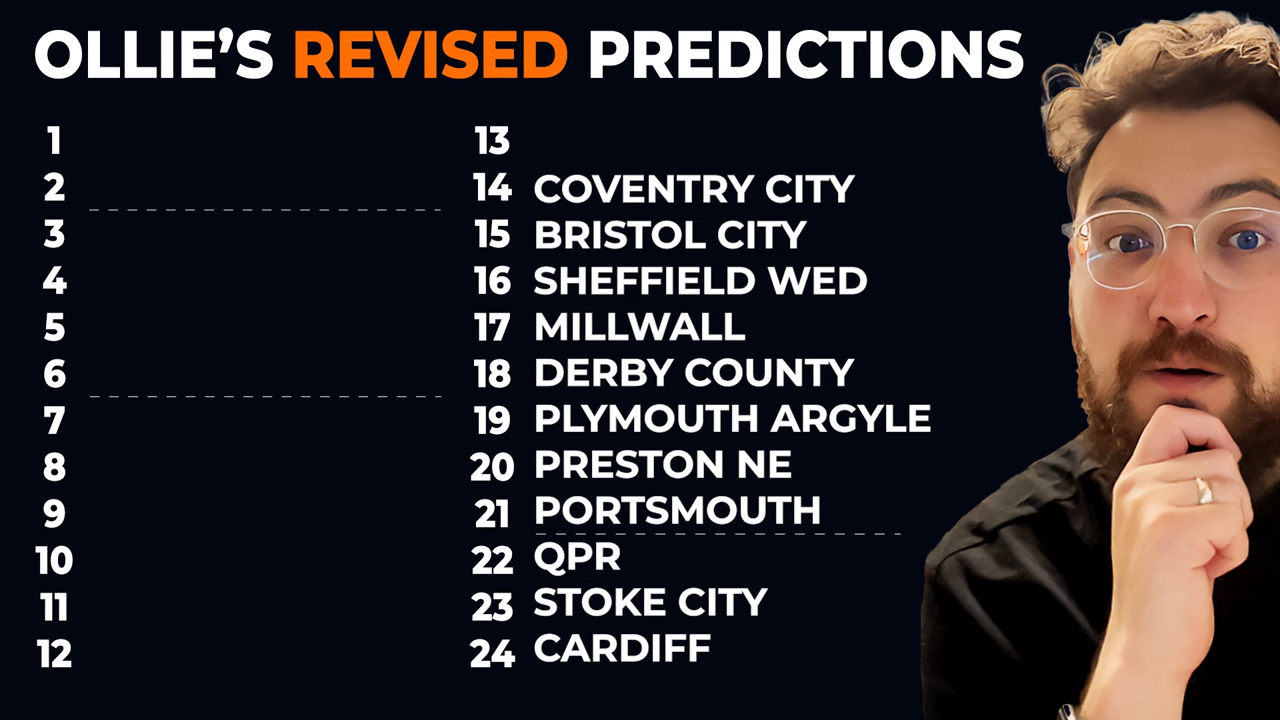 OLLIE'S REVISED PREDICTIONS
1
2
3
4
5
6
7
8
9
10
11
12
13
14 COVENTRY CITY
15 BRISTOL CITY
16 SHEFFIELD WED
17 MILLWALL
18 DERBY COUNTY
19 PLYMOUTH ARGYLE
20 PRESTON NE
21 PORTSMOUTH
22 QPR
23 STOKE CITY
24 CARDIFF